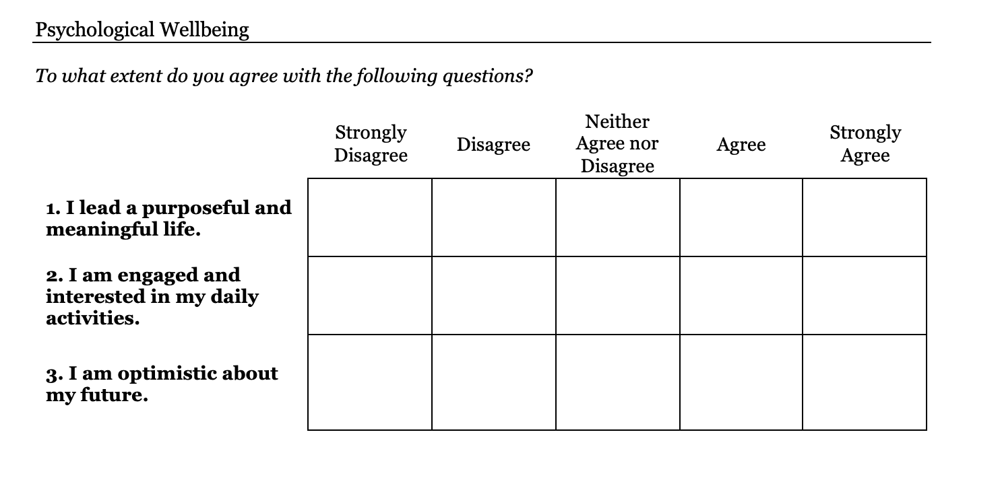 Psychological Wellbeing
To what extent do you agree with the following questions?
Strongly
Disagree
Disagree
Neither
Agree nor
Disagree
Agree
Strongly
Agree
1. I lead a purposeful and
meaningful life.
2. I am engaged and
interested in my daily
activities.
3. I am optimistic about
my future.